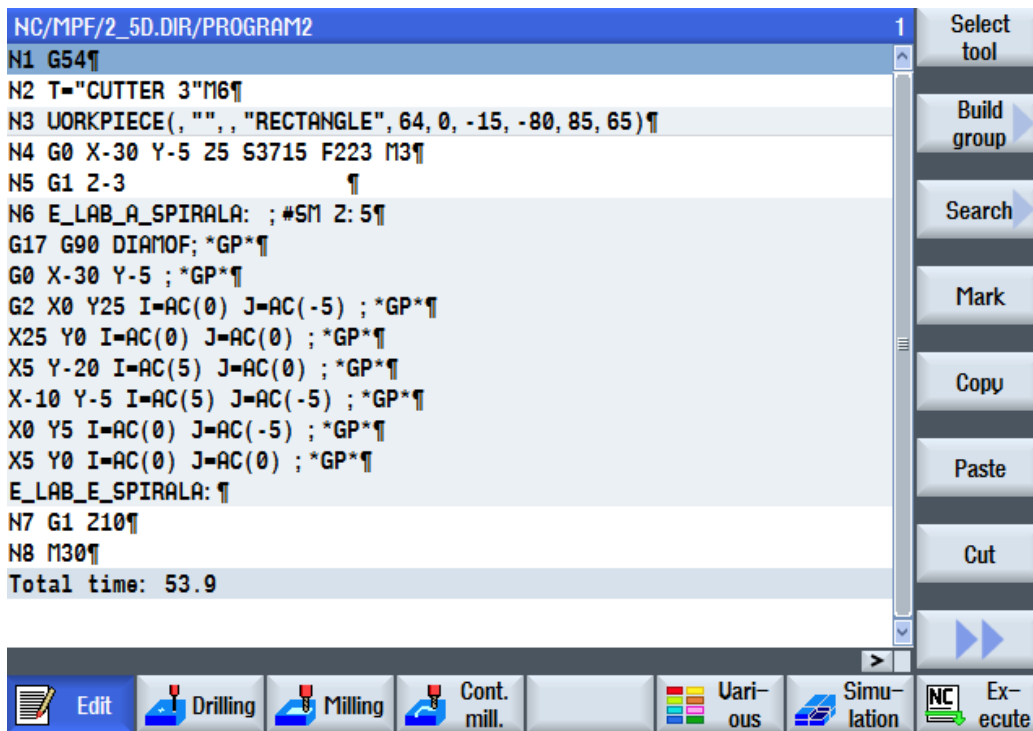 NC/MPF/2_5D.DIR/PROGRAM2 1
N1 G54¶
N2 T="CUTTER 3"M6¶
N3 WORKPIECE(,"",,"RECTANGLE",64,0,-15,-80,85,65)¶
N4 G0 X-30 Y-5 Z5 S3715 F223 M3¶
N5 G1 Z-3 ¶
N6 E_LAB_A_SPIRALA: ;#SM Z:5¶
G17 G90 DIAMOF;*GP*¶
G0 X-30 Y-5 ;*GP*¶
G2 X0 Y25 I=AC(0) J=AC(-5) ;*GP*¶
X25 Y0 I=AC(0) J=AC(0) ;*GP*¶
X5 Y-20 I=AC(5) J=AC(0) ;*GP*¶
X-10 Y-5 I=AC(5) J=AC(-5) ;*GP*¶
X0 Y5 I=AC(0) J=AC(-5) ;*GP*¶
X5 Y0 I=AC(0) J=AC(0) ;*GP*¶
E_LAB_E_SPIRALA:¶
N7 G1 Z10¶
N8 M30¶
Total time: 53.9
Select
tool
Build
group
Search
Mark
Copy
Paste
Cut
>
Edit
Drilling
Milling
Cont.
mill.
Vari-
ous
Simu-
lation
NC
Ex-
ecute